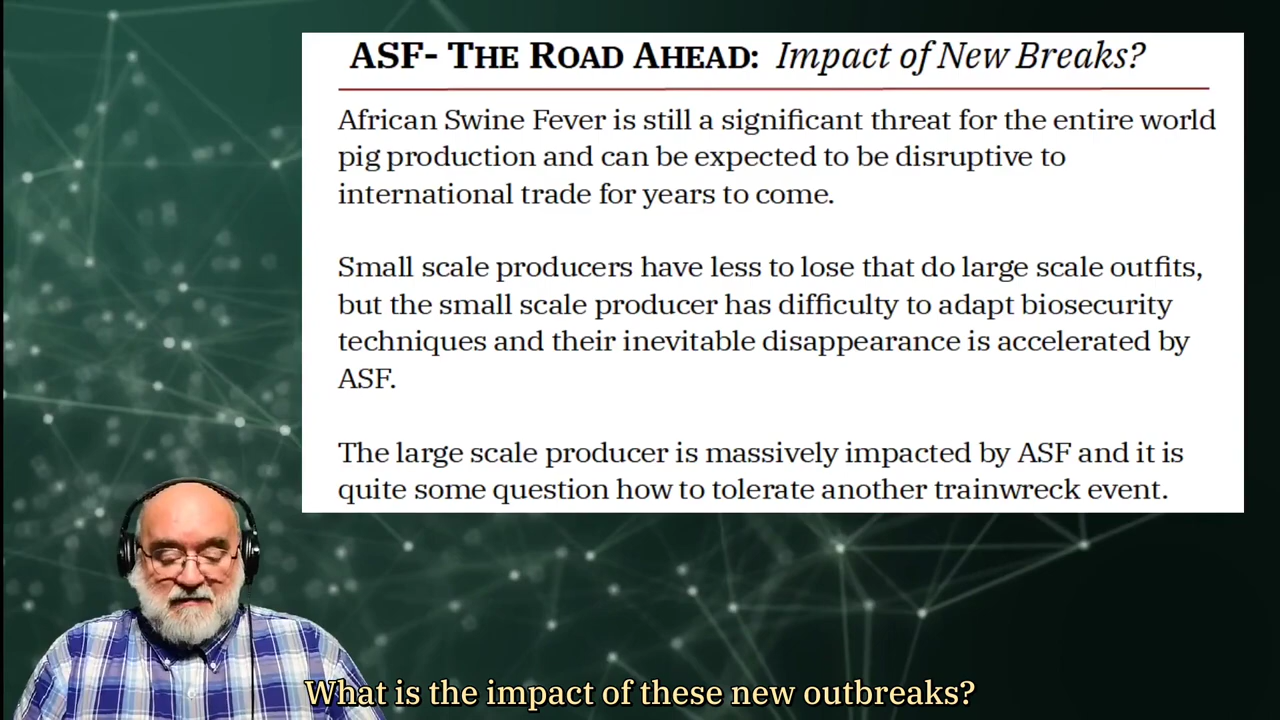 ASF- THE ROAD AHEAD: Impact of New Breaks?
African Swine Fever is still a significant threat for the entire world
pig production and can be expected to be disruptive to
international trade for years to come.
Small scale producers have less to lose that do large scale outfits,
but the small scale producer has difficulty to adapt biosecurity
techniques and their inevitable disappearance is accelerated by
ASF.
The large scale producer is massively impacted by ASF and it is
quite some question how to tolerate another trainwreck event.
What is the impact of these new outbreaks?